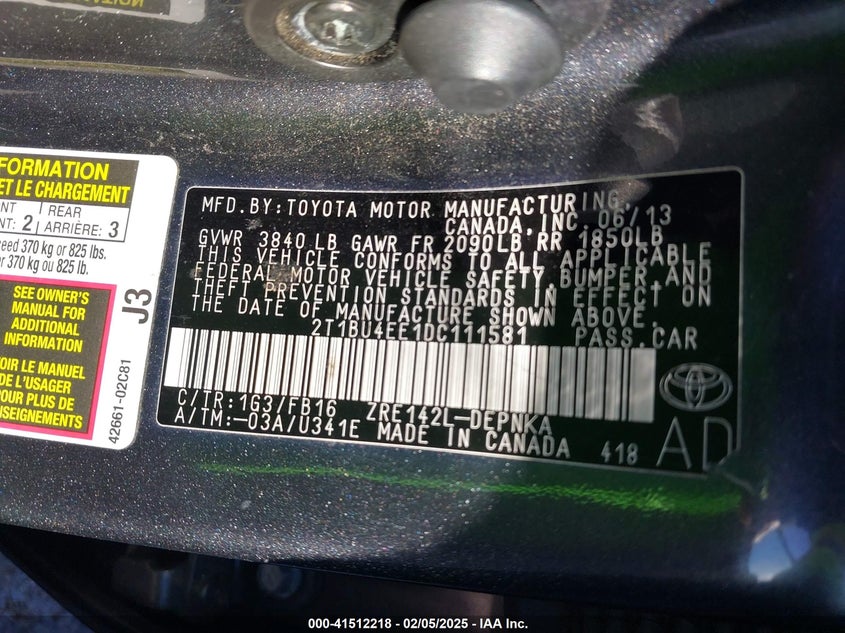 FORMATION
ET LE CHARGEMENT
NT 2 | REAR 3
NT: 2 | ARRIÈRE: 3
eed 370 kg or 825 lbs.
r 370 kg ou 825 lb.
SEE OWNER'S
MANUAL FOR
ADDITIONAL
INFORMATION
OIR LE MANUEL
DE L'USAGER
POUR PLUS DE
NSEIGNEMENTS
J3
42661-02C81
MFD. BY: TOYOTA MOTOR MANUFACTURING,
CANADA, INC. 06/13
GVWR 3840 LB GAWR FR 2090LB RR 1850LB
THIS VEHICLE CONFORMS TO ALL APPLICABLE
FEDERAL MOTOR VEHICLE SAFETY, BUMPER, AND
THEFT PREVENTION STANDARDS IN EFFECT ON
THE DATE OF MANUFACTURE SHOWN ABOVE.
2T1BU4EE1DC111581 PASS. CAR
C/TR: 1G3/FB16 ZRE142L-DEPNKA
A/TM: -03A/U341E MADE IN CANADA 418
AD
000-41512218 - 02/05/2025 - IAA Inc.